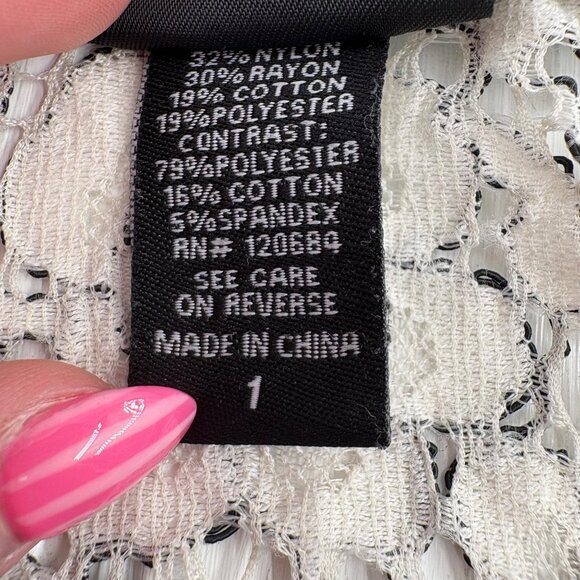 32% NYLON
30% RAYON
19% COTTON
19%POLYESTER
CONTRAST:
79%POLYESTER
16% COTTON
5%SPANDEX
RN# 120684
SEE CARE
ON REVERSE
MADE IN CHINA
1